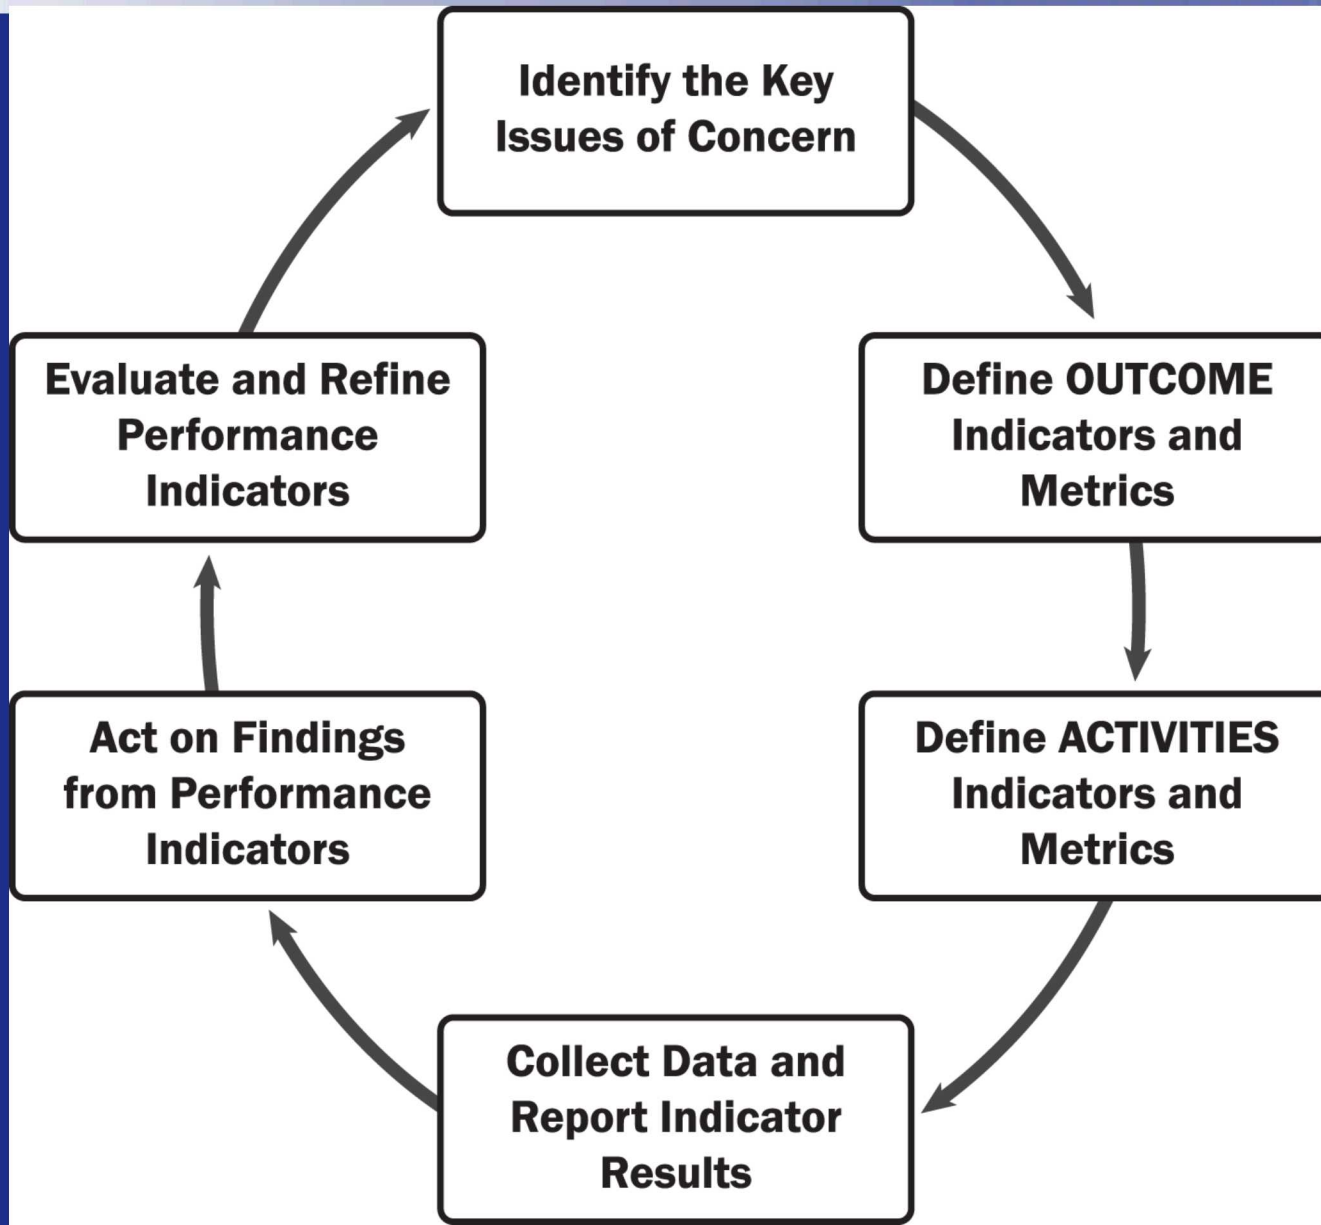 Identify the Key
Issues of Concern
Define OUTCOME
Indicators and
Metrics
Define ACTIVITIES
Indicators and
Metrics
Collect Data and
Report Indicator
Results
Act on Findings
from Performance
Indicators
Evaluate and Refine
Performance
Indicators